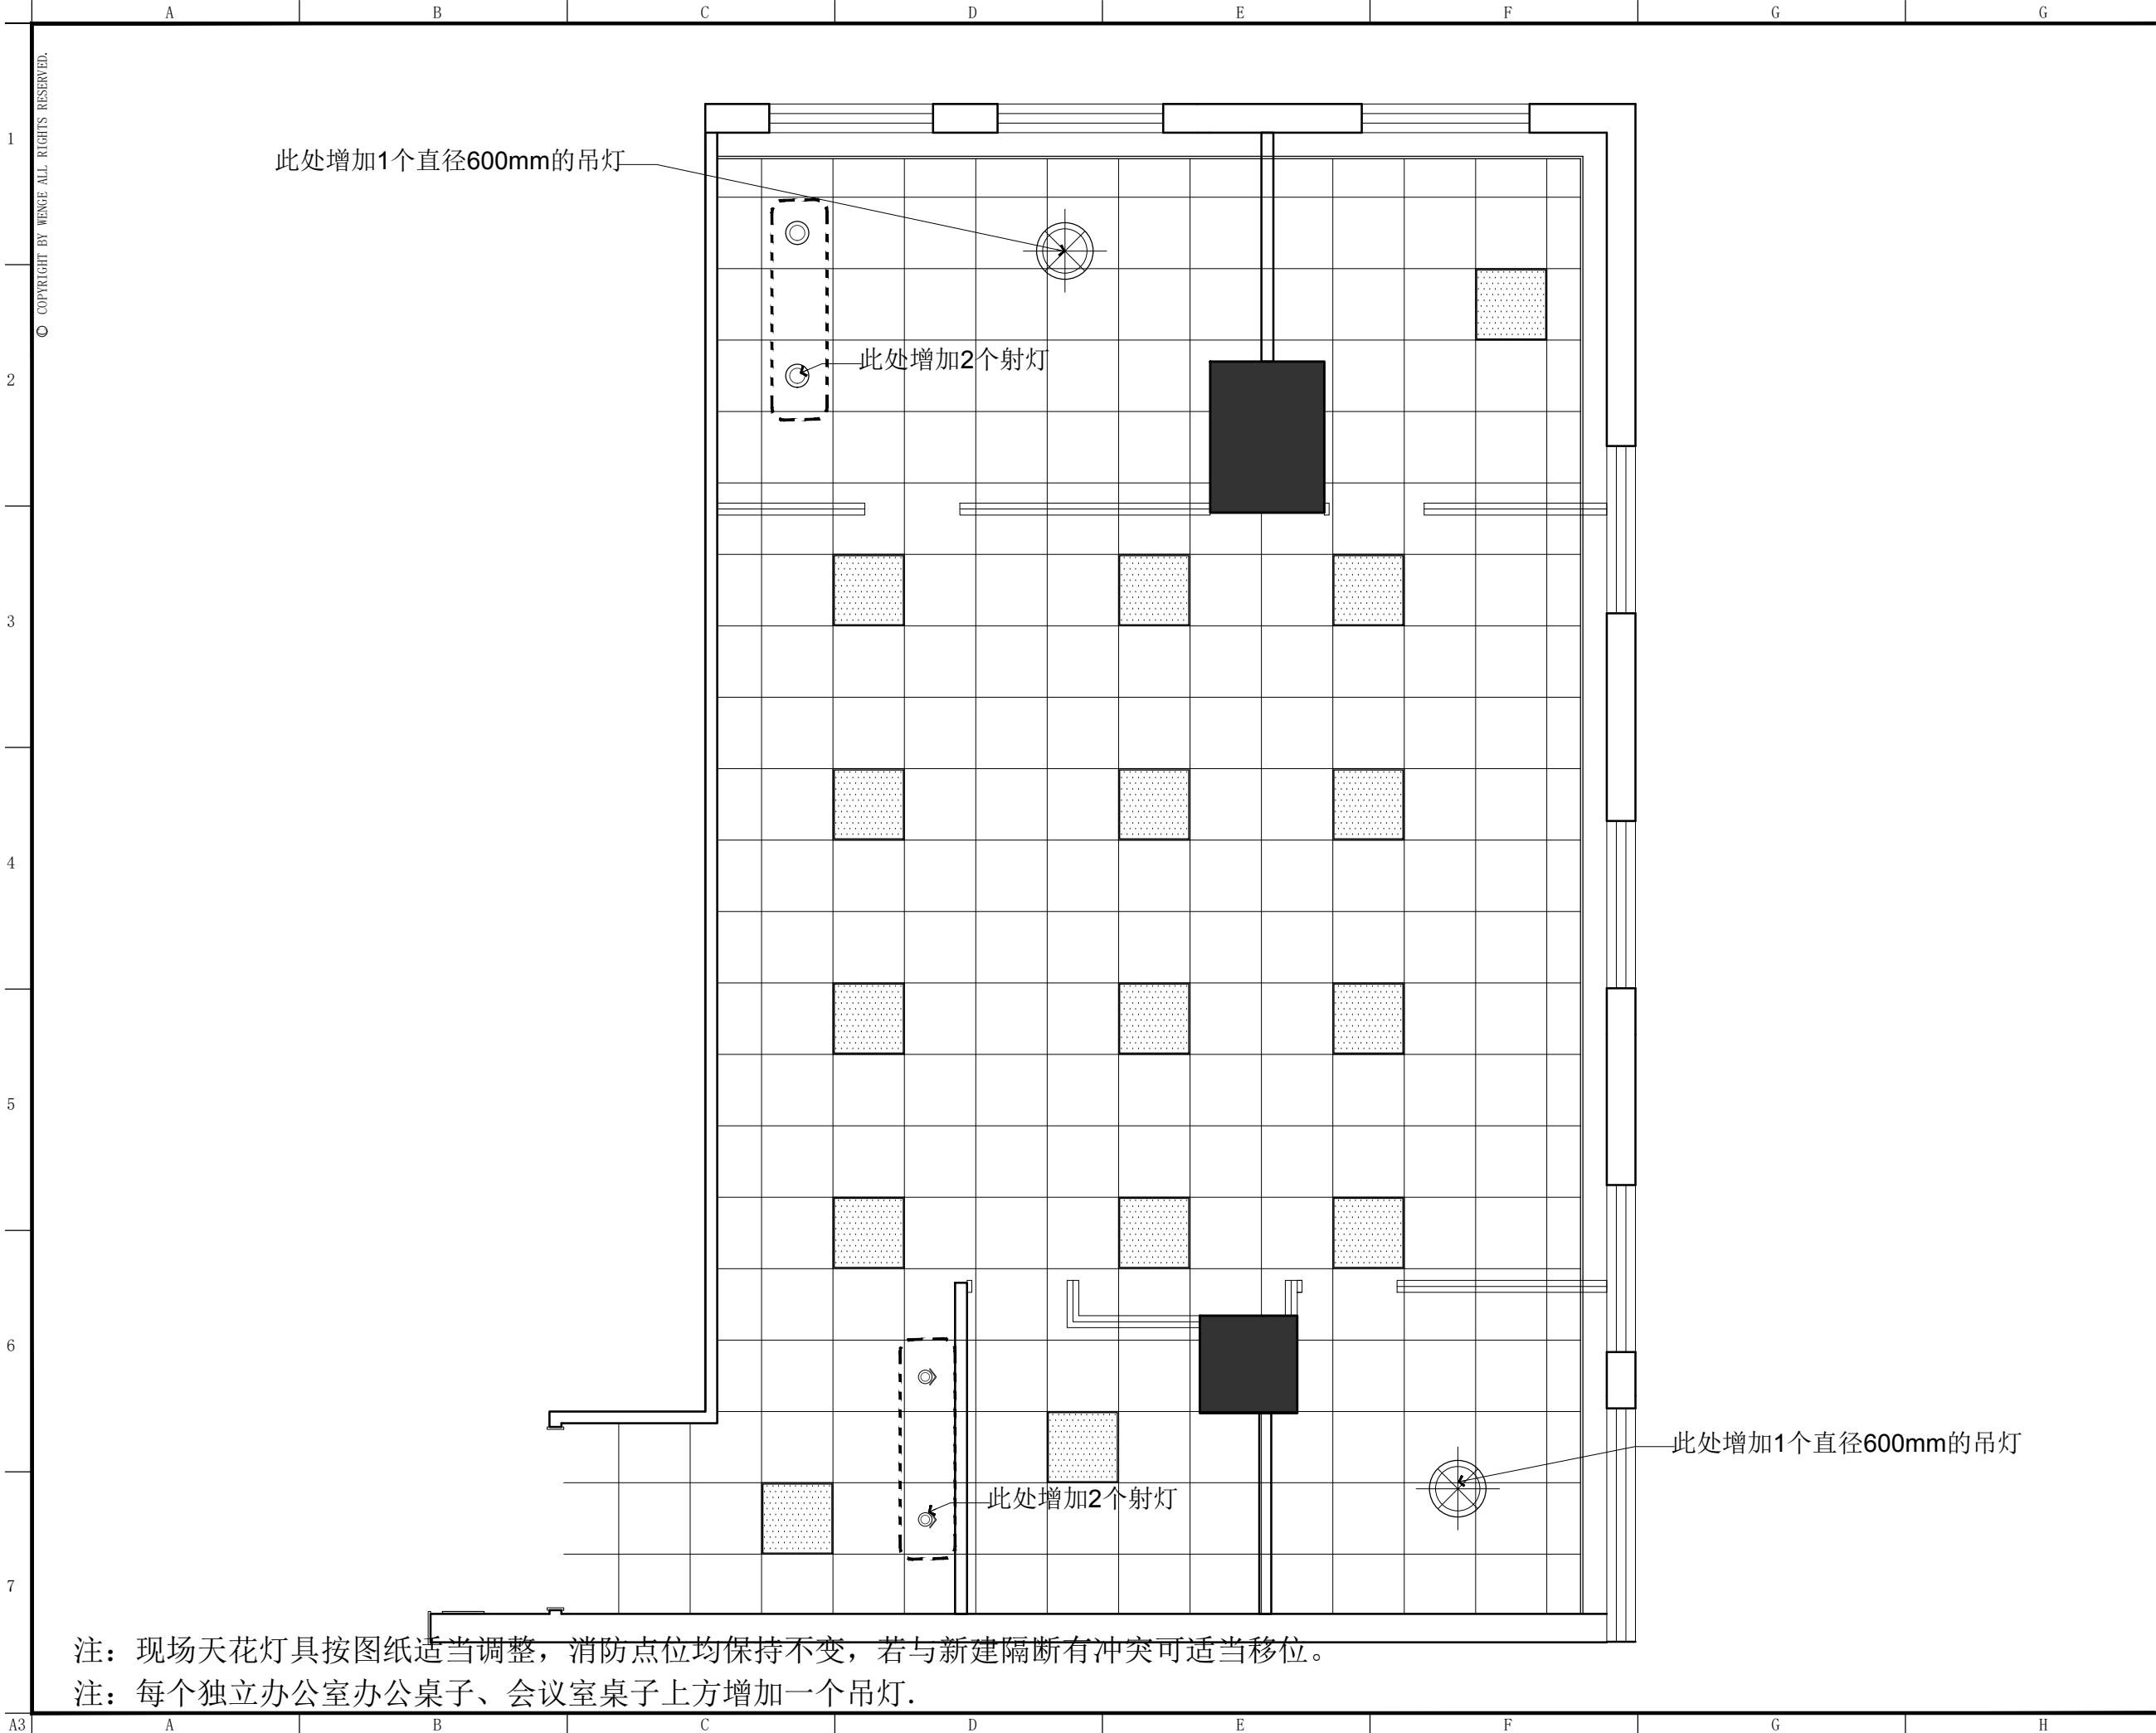 A B C D E F G G
© COPYRIGHT BY WENGE ALL RIGHTS RESERVED.
1
此处增加1个直径600mm的吊灯
此处增加2个射灯
2
3
4
5
6
此处增加1个直径600mm的吊灯
此处增加2个射灯
7
注：现场天花灯具按图纸适当调整，消防点位均保持不变，若与新建隔断有冲突可适当移位。
注：每个独立办公室办公桌子、会议室桌子上方增加一个吊灯.
A3 A B C D E F G H